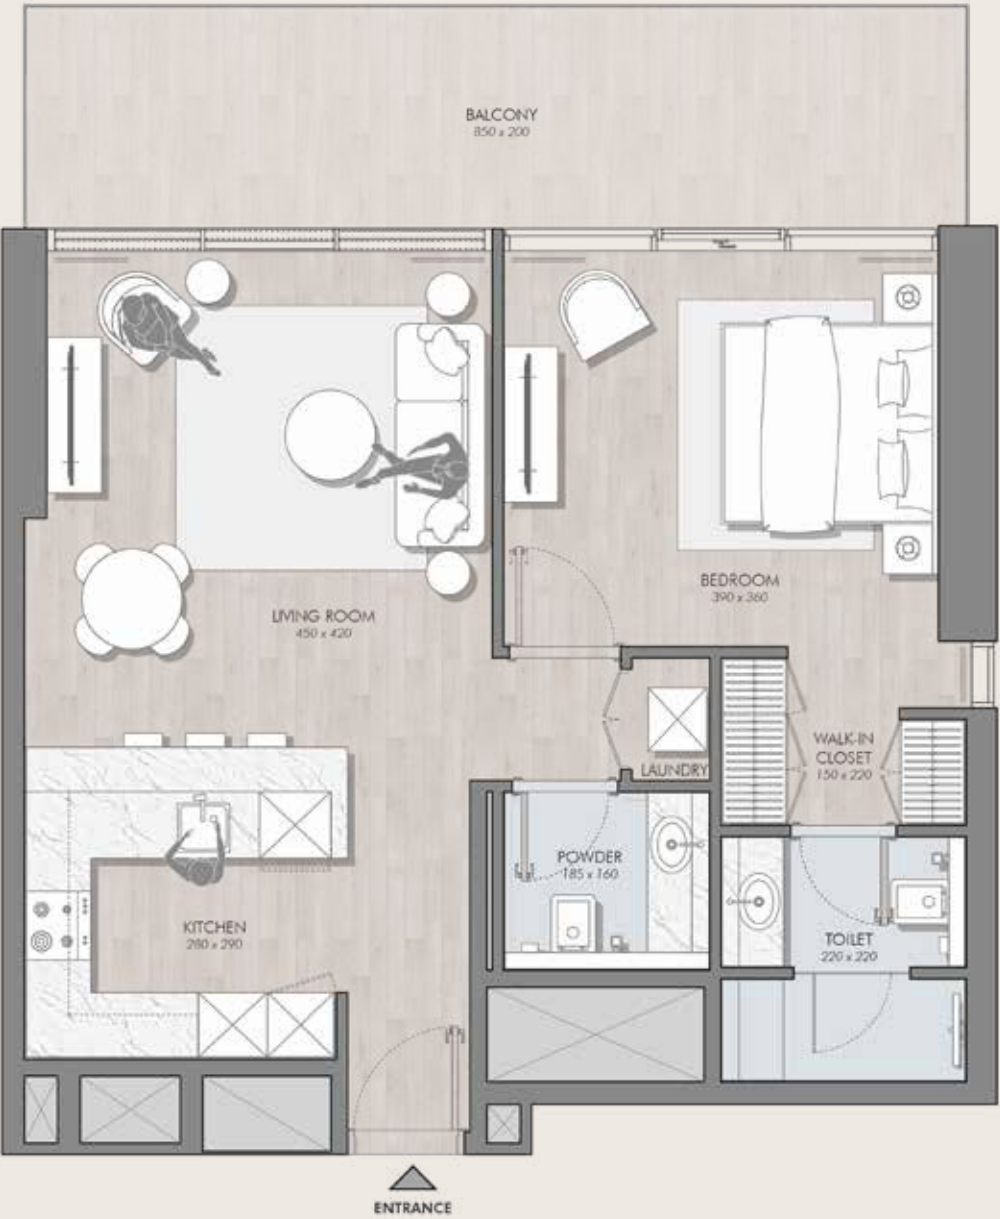 BALCONY
850 x 200
BEDROOM
390 x 360
LIVING ROOM
450 x 420
WALK-IN
CLOSET
150 x 220
LAUNDRY
POWDER
185 x 160
KITCHEN
280 x 290
TOILET
220 x 220
ENTRANCE